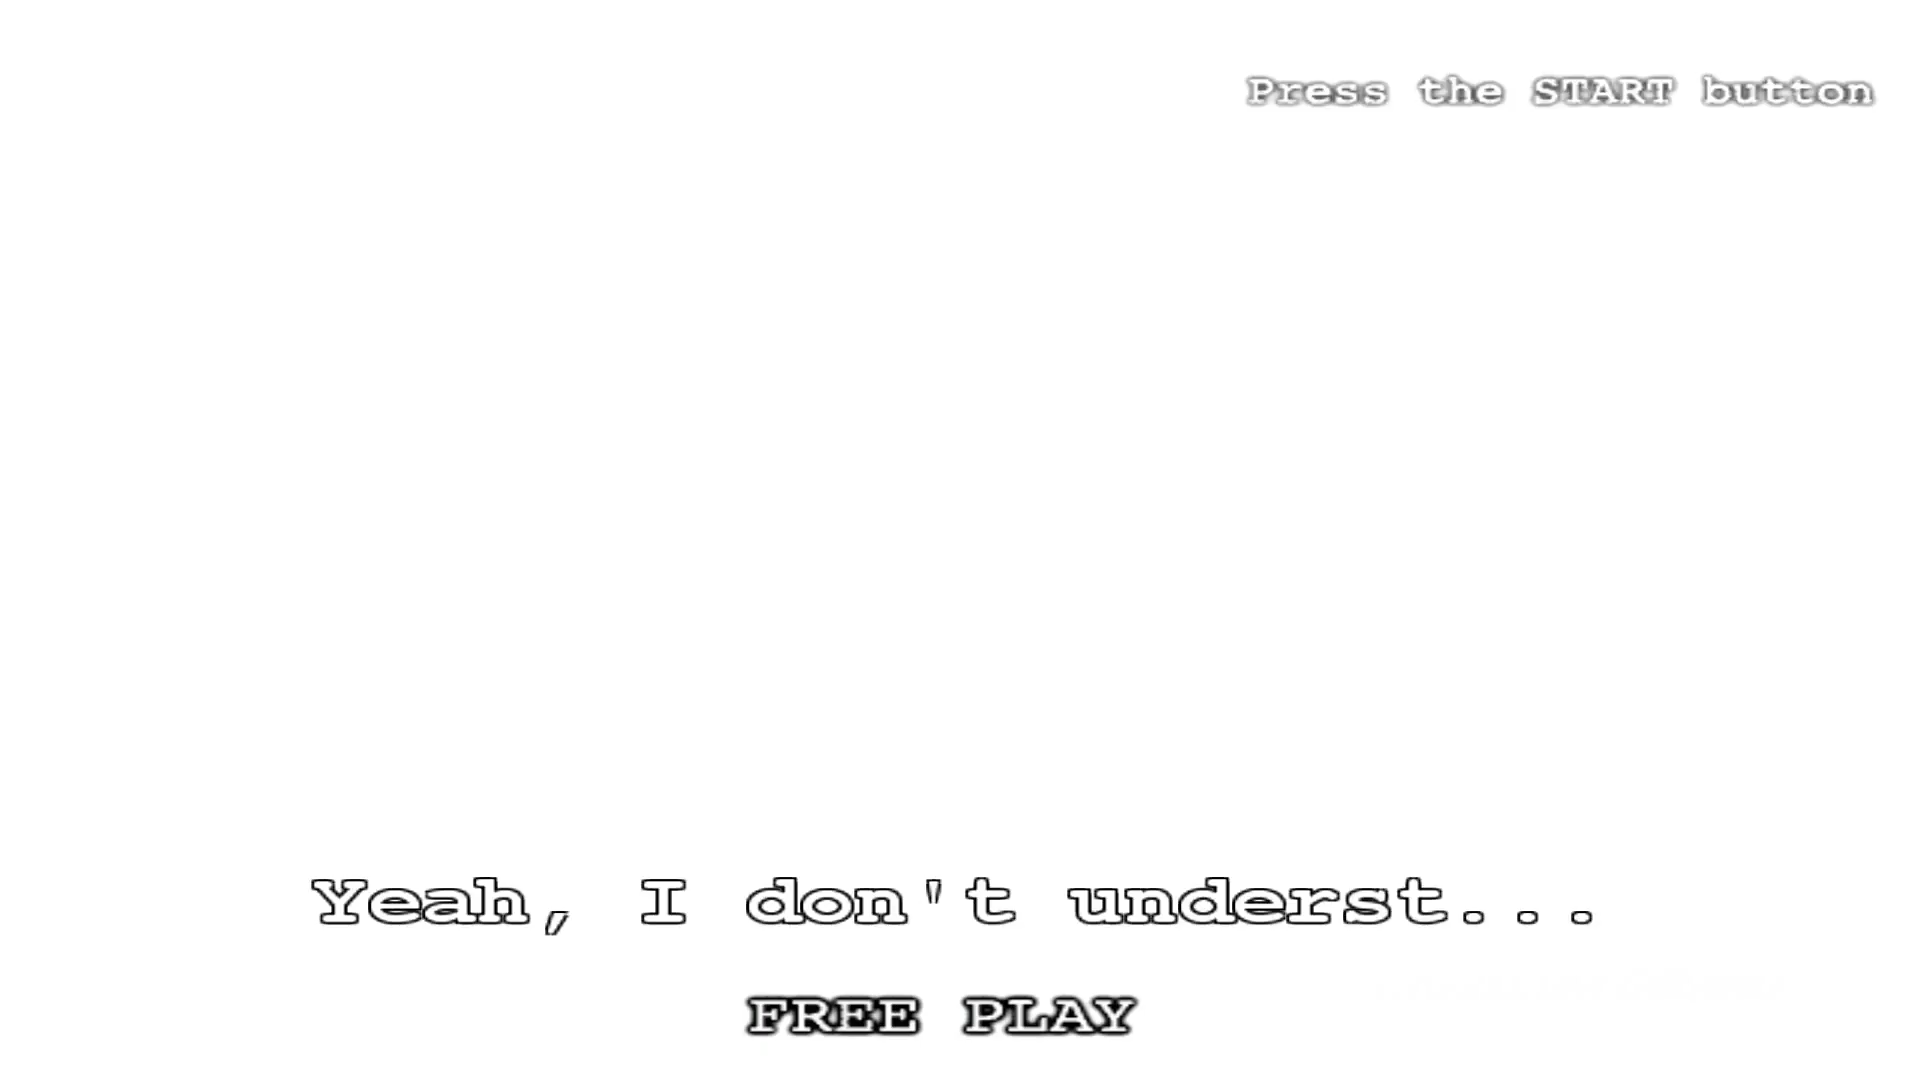 Press the START button
Yeah, I don't underst...
FREE PLAY